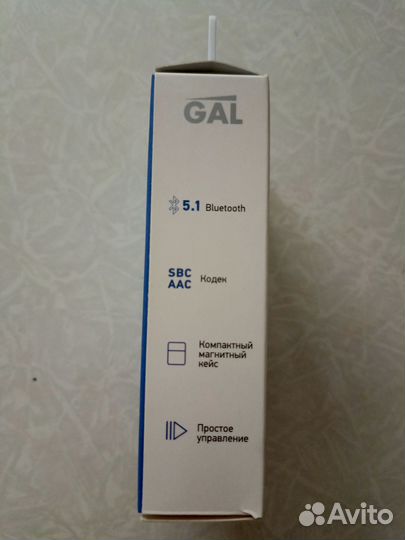 GAL
5.1 Bluetooth
SBC
AAC Кодек
Компактный
магнитный
кейс
Простое
управление
Avito